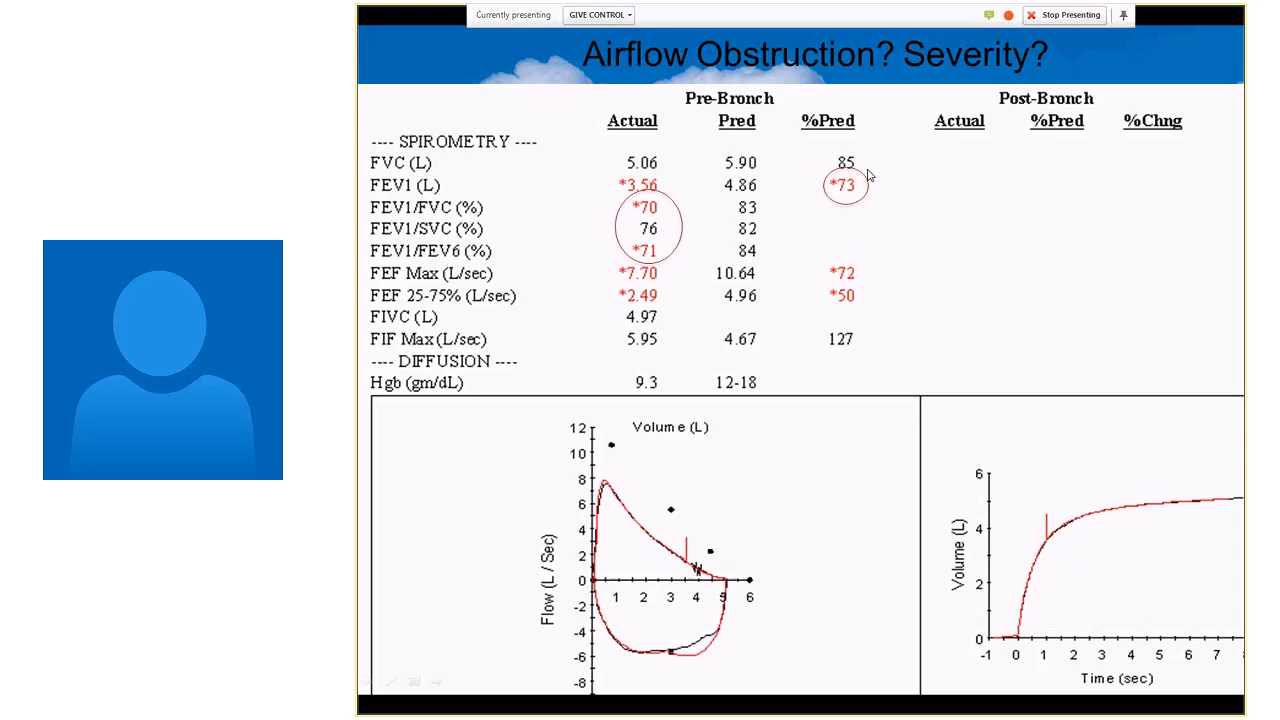 Currently presenting GIVE CONTROL Stop Presenting
Airflow Obstruction? Severity?
Pre-Bronch Post-Bronch
Actual Pred %Pred Actual %Pred %Chng
---- SPIROMETRY ----
FVC (L) 5.06 5.90 85
FEV1 (L) *3.56 4.86 *73
FEV1/FVC (%) *70 83
FEV1/SVC (%) 76 82
FEV1/FEV6 (%) *71 84
FEF Max (L/sec) *7.70 10.64 *72
FEF 25-75% (L/sec) *2.49 4.96 *50
FIVC (L) 4.97
FIF Max (L/sec) 5.95 4.67 127
---- DIFFUSION ----
Hgb (gm/dL) 9.3 12-18
Volume (L)
12
10
8
6
4
2
0
-2
-4
-6
-8
1 2 3 4 5 6
Flow (L / Sec)
6
4
2
0
-1 0 1 2 3 4 5 6 7 8
Volume (L)
Time (sec)